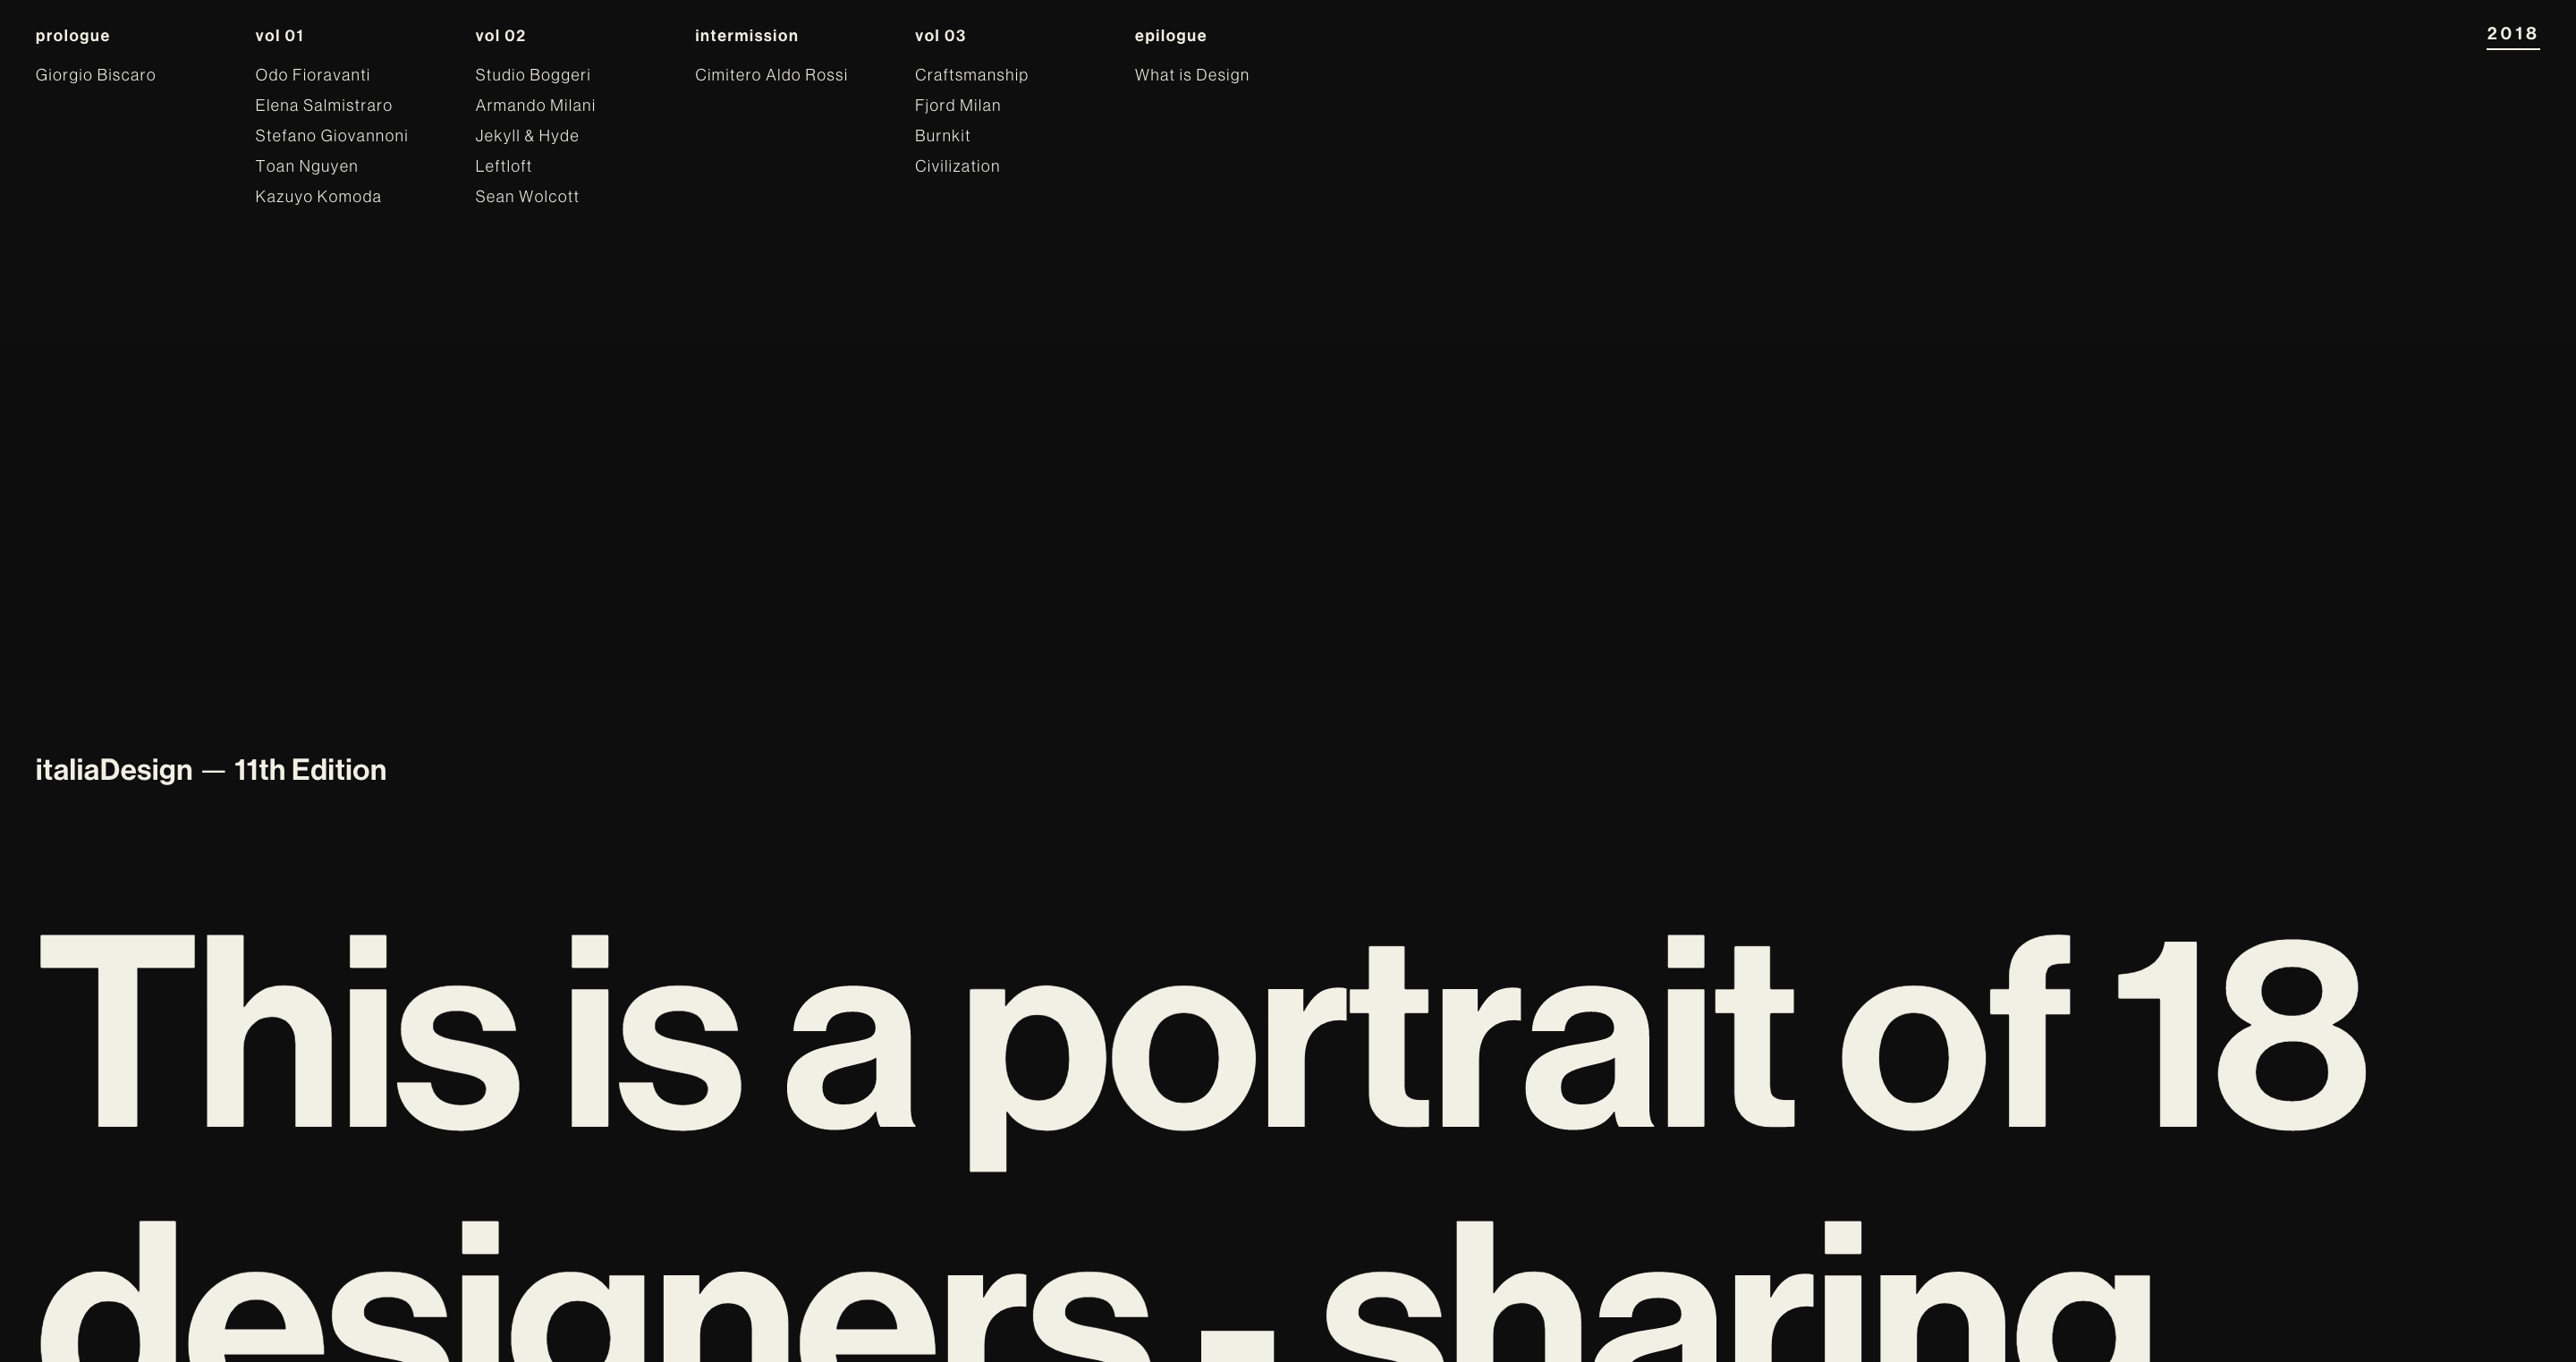 prologue
Giorgio Biscaro
vol 01
Odo Fioravanti
Elena Salmistraro
Stefano Giovannoni
Toan Nguyen
Kazuyo Komoda
vol 02
Studio Boggeri
Armando Milani
Jekyll & Hyde
Leftloft
Sean Wolcott
intermission
Cimitero Aldo Rossi
vol 03
Craftsmanship
Fjord Milan
Burnkit
Civilization
epilogue
What is Design
2018
italiaDesign — 11th Edition
This is a portrait of 18
designers - sharing